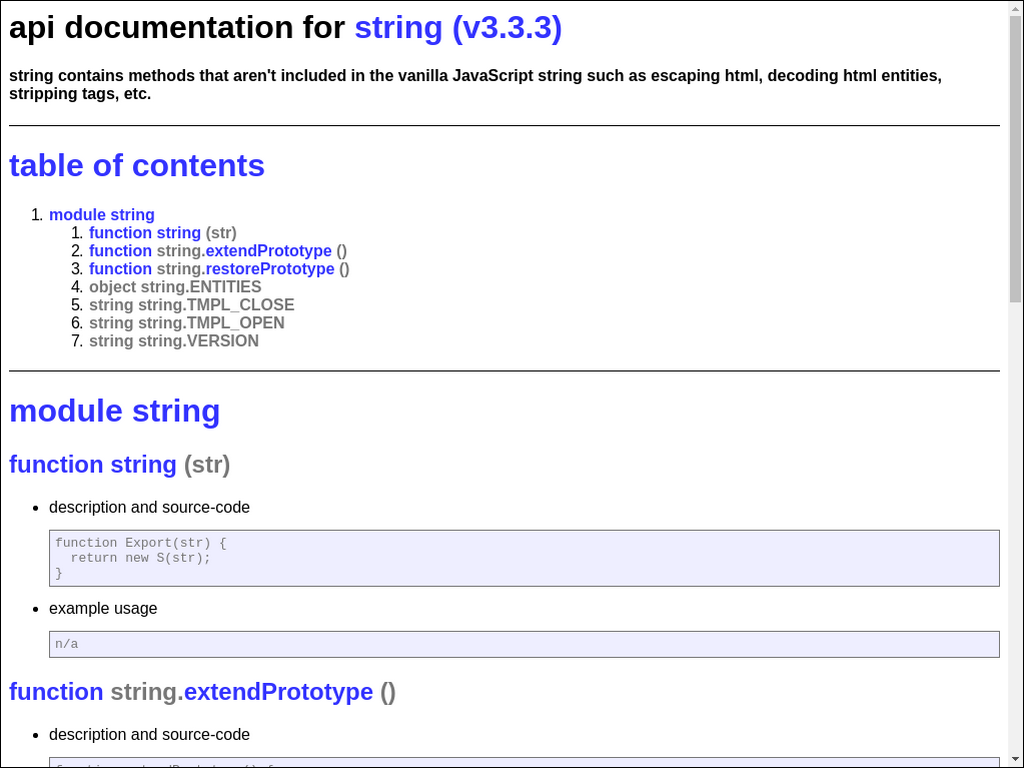 api documentation for string (v3.3.3)
string contains methods that aren't included in the vanilla JavaScript string such as escaping html, decoding html entities,
stripping tags, etc.
table of contents
1. module string
1. function string (str)
2. function string.extendPrototype ()
3. function string.restorePrototype ()
4. object string.ENTITIES
5. string string.TMPL_CLOSE
6. string string.TMPL_OPEN
7. string string.VERSION
module string
function string (str)
• description and source-code
function Export(str) {
  return new S(str);
}
• example usage
n/a
function string.extendPrototype ()
• description and source-code